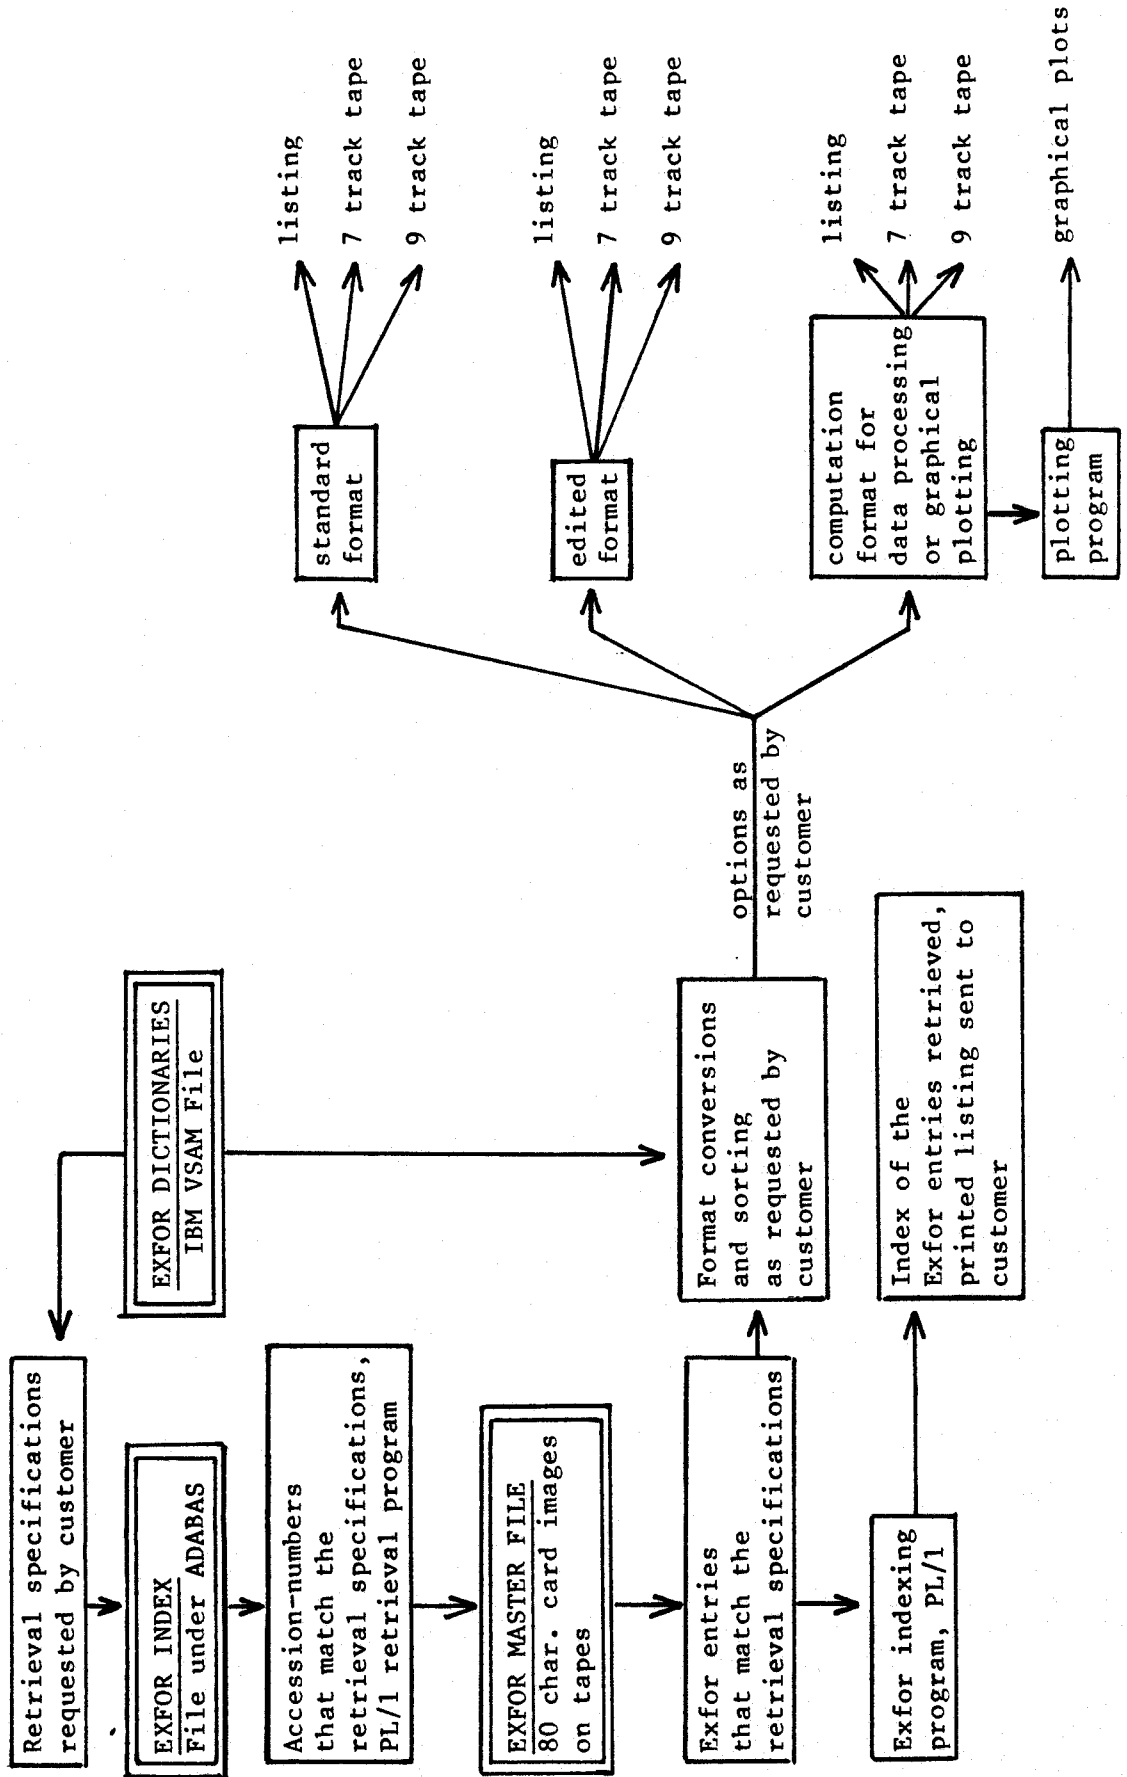 Retrieval specifications
requested by customer
EXFOR INDEX
File under ADABAS
Accession-numbers
that match the
retrieval specifications,
PL/1 retrieval program
EXFOR MASTER FILE
80 char. card images
on tapes
Exfor entries
that match the
retrieval specifications
Exfor indexing
program, PL/1
EXFOR DICTIONARIES
IBM VSAM File
Format conversions
and sorting
as requested by
customer
Index of the
Exfor entries retrieved,
printed listing sent to
customer
options as
requested by
customer
standard
format
listing
7 track tape
9 track tape
edited
format
listing
7 track tape
9 track tape
computation
format for
data processing
or graphical
plotting
listing
7 track tape
9 track tape
plotting
program
graphical plots